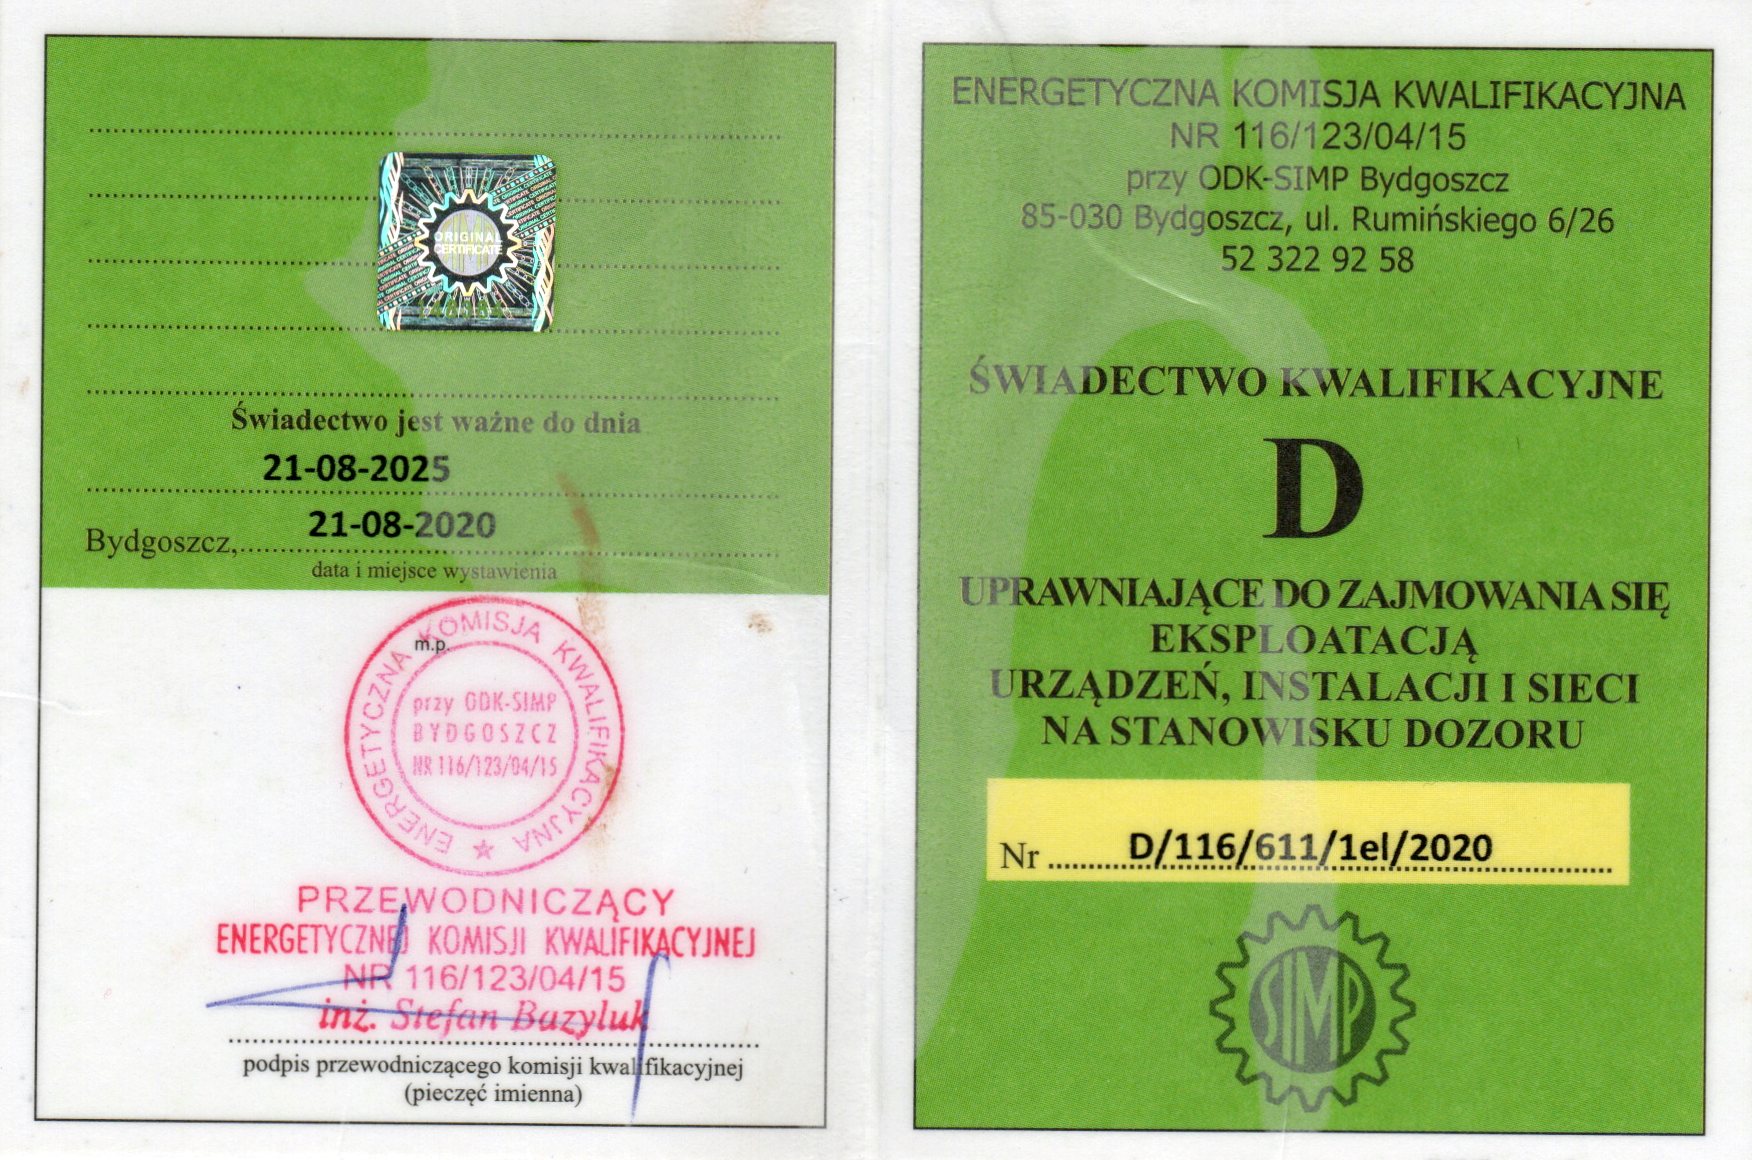 Świadectwo jest ważne do dnia
21-08-2025
21-08-2020
Bydgoszcz,
data i miejsce wystawienia
ORIGINAL
CERTIFICATE
m.p.
ENERGETYCZNA KOMISJA KWALIFIKACYJNA
przy ODK-SIMP
BYDGOSZCZ
NR 116/123/04/15
PRZEWODNICZĄCY
ENERGETYCZNEJ KOMISJI KWALIFIKACYJNEJ
NR 116/123/04/15
inż. Stefan Bazyluk
podpis przewodniczącego komisji kwalifikacyjnej
(pieczęć imienna)
ENERGETYCZNA KOMISJA KWALIFIKACYJNA
NR 116/123/04/15
przy ODK-SIMP Bydgoszcz
85-030 Bydgoszcz, ul. Rumińskiego 6/26
52 322 92 58
ŚWIADECTWO KWALIFIKACYJNE
D
UPRAWNIAJĄCE DO ZAJMOWANIA SIĘ
EKSPLOATACJĄ
URZĄDZEŃ, INSTALACJI I SIECI
NA STANOWISKU DOZORU
Nr D/116/611/1el/2020
SIMP